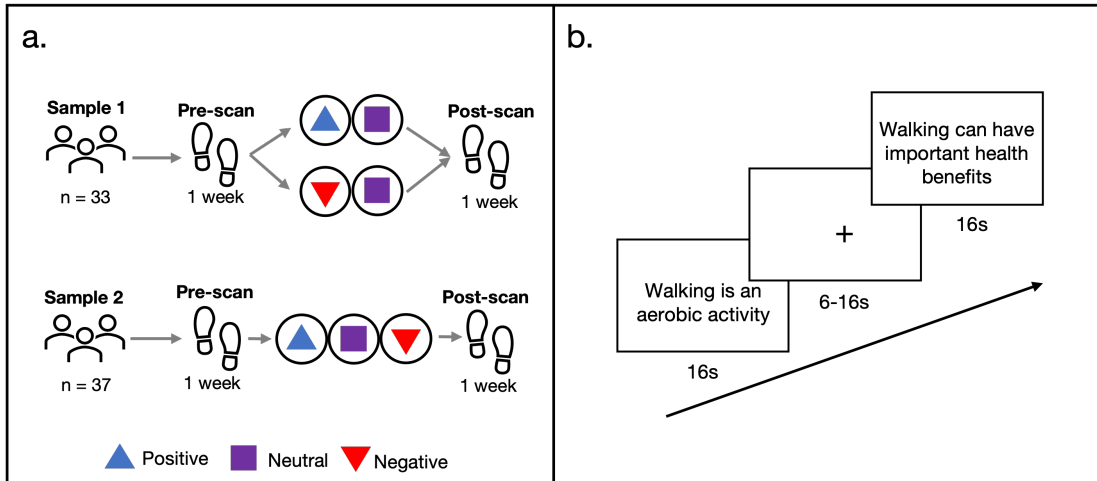 a.
Sample 1
n = 33
Pre-scan
1 week
Post-scan
1 week
Sample 2
n = 37
Pre-scan
1 week
Post-scan
1 week
Positive
Neutral
Negative
b.
Walking is an
aerobic activity
16s
+
6-16s
Walking can have
important health
benefits
16s